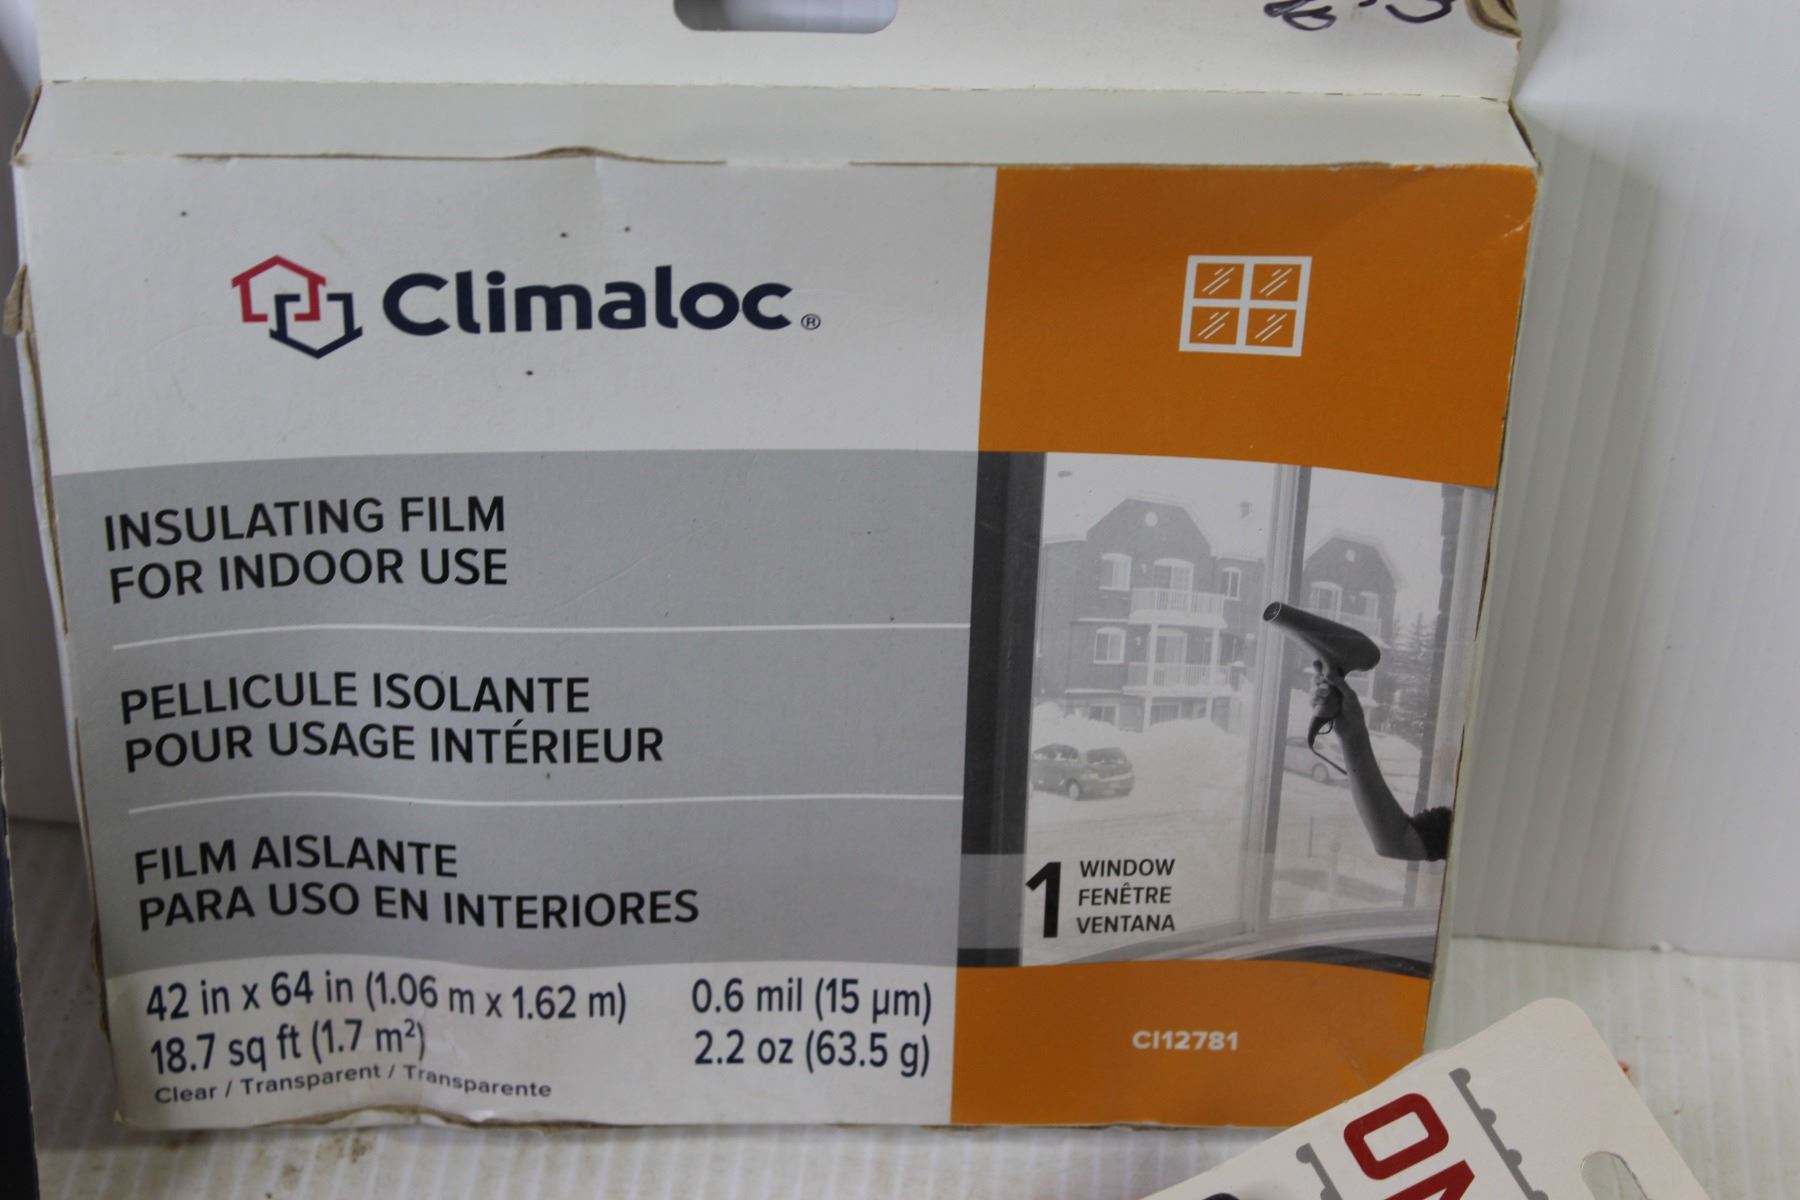 Climaloc®
INSULATING FILM
FOR INDOOR USE
PELLICULE ISOLANTE
POUR USAGE INTÉRIEUR
FILM AISLANTE
PARA USO EN INTERIORES
42 in x 64 in (1.06 m x 1.62 m)
18.7 sq ft (1.7 m²)
Clear / Transparent / Transparente
0.6 mil (15 µm)
2.2 oz (63.5 g)
1 WINDOW
FENÊTRE
VENTANA
CI12781